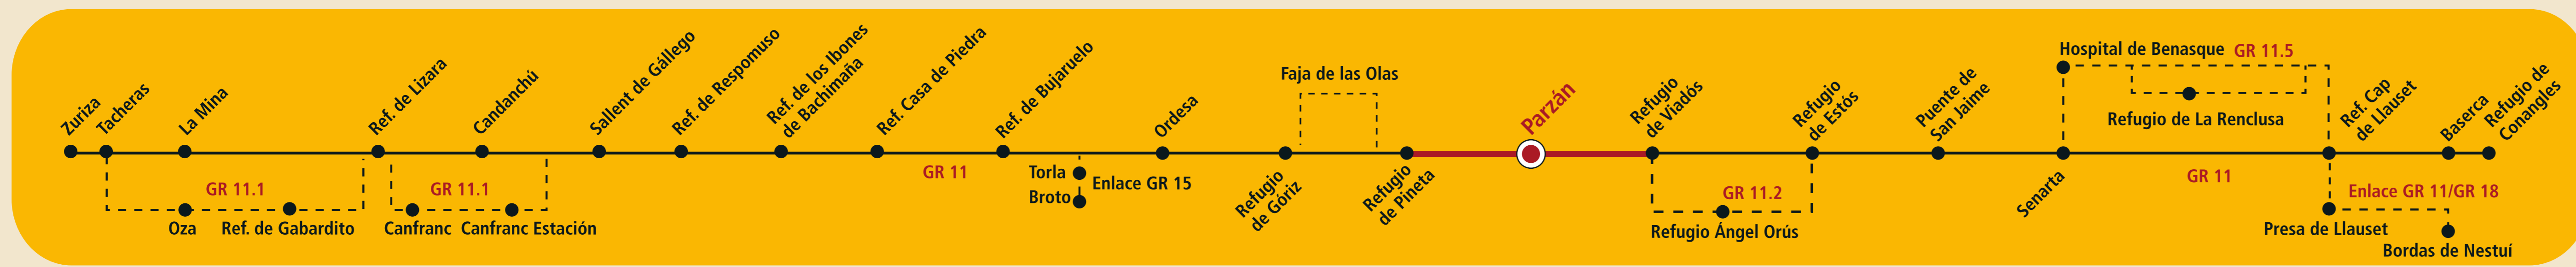 Zuriza
Tacheras
La Mina
Ref. de Lizara
Candanchú
Sallent de Gállego
Ref. de Respomuso
Ref. de los Ibones
de Bachimaña
Ref. Casa de Piedra
Ref. de Bujaruelo
Ordesa
Faja de las Olas
Parzán
Refugio
de Viadós
Refugio
de Estós
Puente de
San Jaime
Hospital de Benasque GR 11.5
Refugio de La Renclusa
Ref. Cap
de Llauset
Baserca
Refugio de
Conangles
GR 11.1
Oza
Ref. de Gabardito
GR 11.1
Canfranc
Canfranc Estación
GR 11
Torla
Broto
Enlace GR 15
Refugio
de Góriz
Refugio
de Pineta
GR 11.2
Refugio Ángel Orús
Senarta
GR 11
Enlace GR 11/GR 18
Presa de Llauset
Bordas de Nestuí